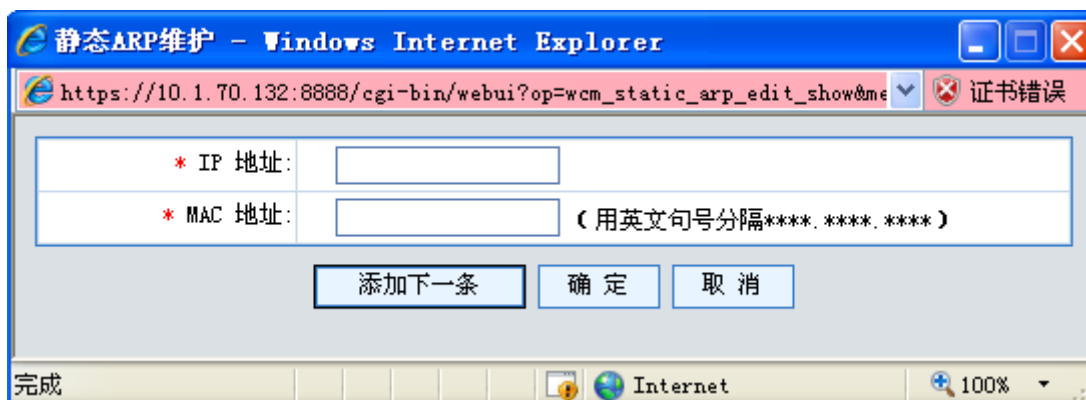 静态ARP维护 - Windows Internet Explorer
https://10.1.70.132:8888/cgi-bin/webui?op=wcm_static_arp_edit_show&me 证书错误
* IP 地址:
* MAC 地址: (用英文句号分隔****.****.****)
添加下一条 确 定 取 消
完成 Internet 100%